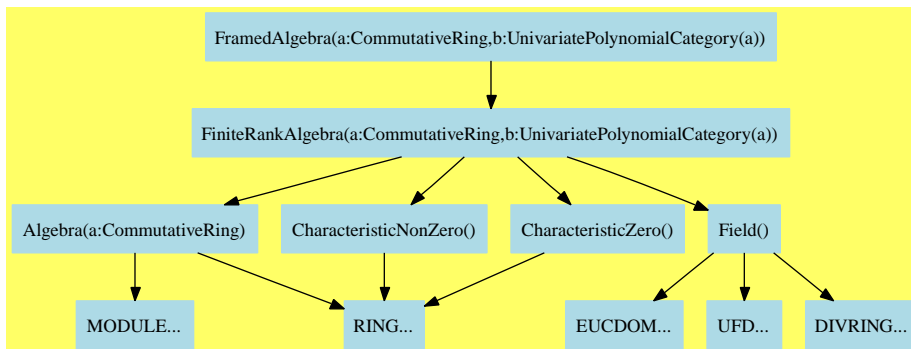 FramedAlgebra(a:CommutativeRing,b:UnivariatePolynomialCategory(a))
FiniteRankAlgebra(a:CommutativeRing,b:UnivariatePolynomialCategory(a))
Algebra(a:CommutativeRing)
CharacteristicNonZero()
CharacteristicZero()
Field()
MODULE...
RING...
EUCDOM...
UFD...
DIVRING...